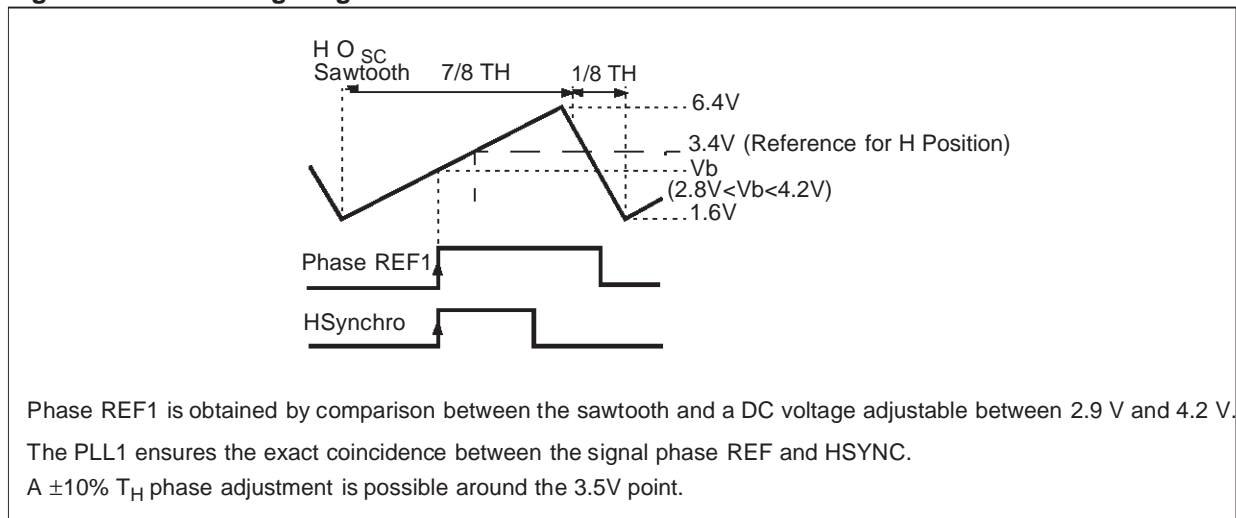 H O SC
Sawtooth
7/8 TH
1/8 TH
6.4V
3.4V (Reference for H Position)
Vb
(2.8V<Vb<4.2V)
1.6V
Phase REF1
HSynchro
Phase REF1 is obtained by comparison between the sawtooth and a DC voltage adjustable between 2.9 V and 4.2 V.
The PLL1 ensures the exact coincidence between the signal phase REF and HSYNC.
A ±10% TH phase adjustment is possible around the 3.5V point.